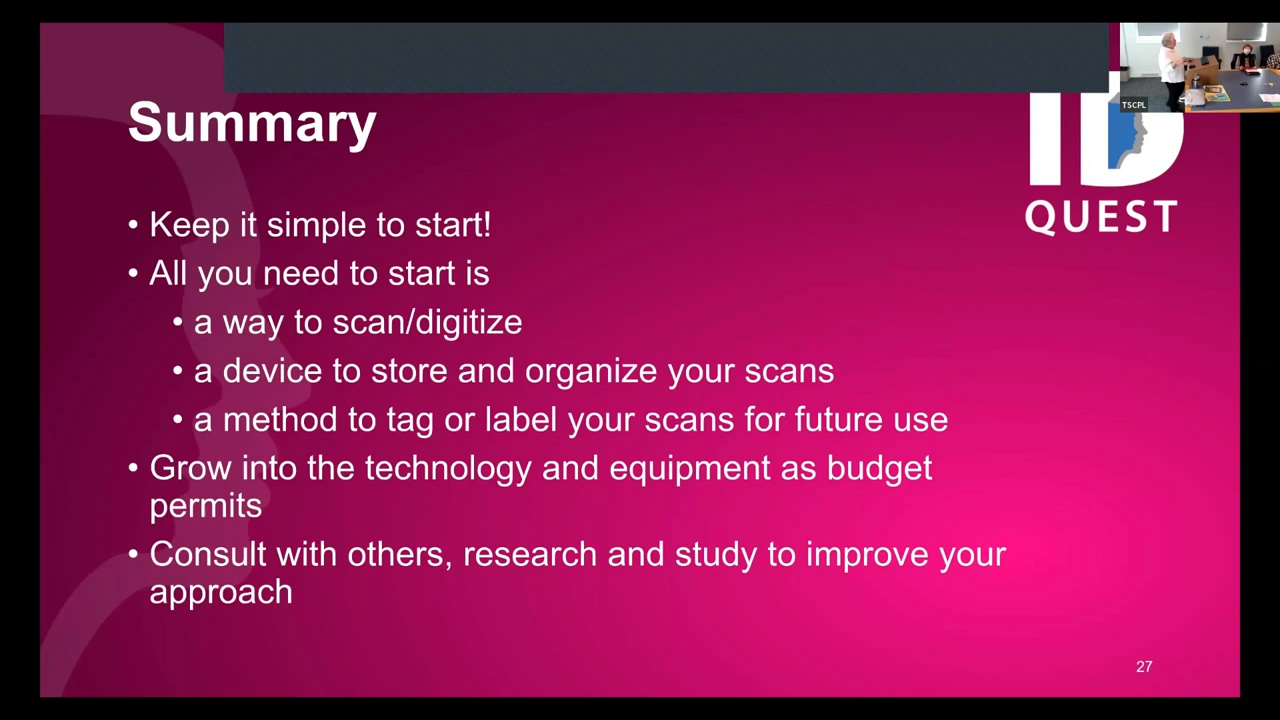 TSCPL
ID
QUEST
Summary
• Keep it simple to start!
• All you need to start is
• a way to scan/digitize
• a device to store and organize your scans
• a method to tag or label your scans for future use
• Grow into the technology and equipment as budget
permits
• Consult with others, research and study to improve your
approach
27